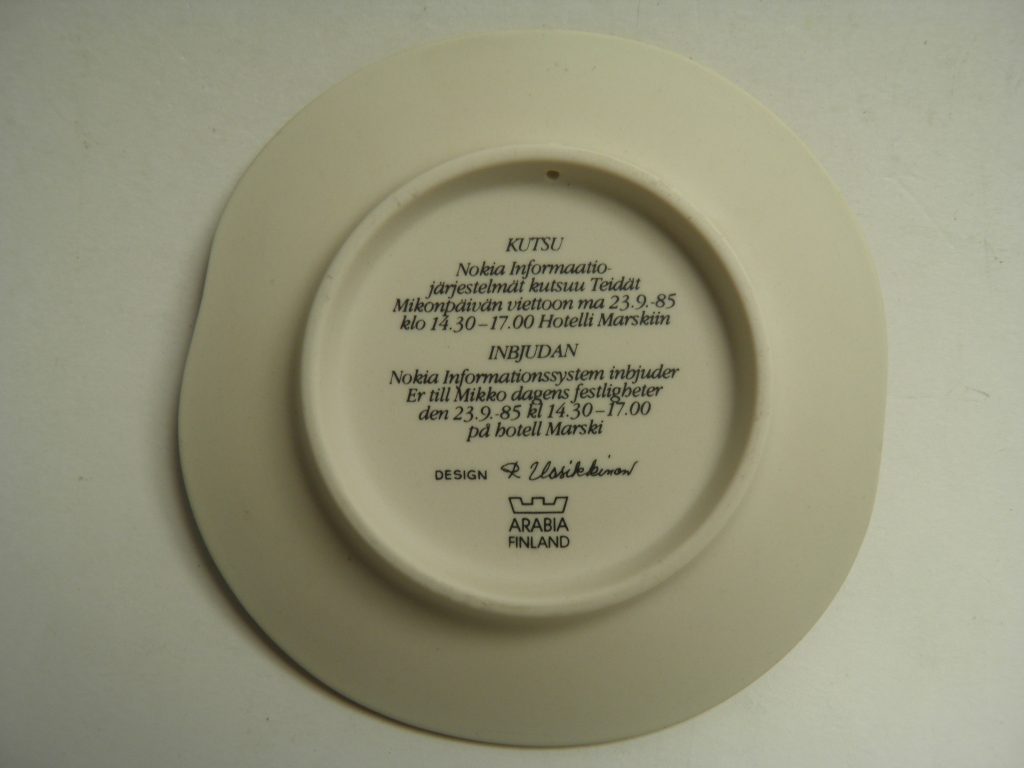 KUTSU
Nokia Informaatio-
järjestelmät kutsuu Teidät
Mikonpäivän viettoon ma 23.9.-85
klo 14.30–17.00 Hotelli Marskiin
INBJUDAN
Nokia Informationssystem inbjuder
Er till Mikko dagens festligheter
den 23.9.-85 kl 14.30–17.00
på hotell Marski
DESIGN R Uosikkinen
ARABIA
FINLAND